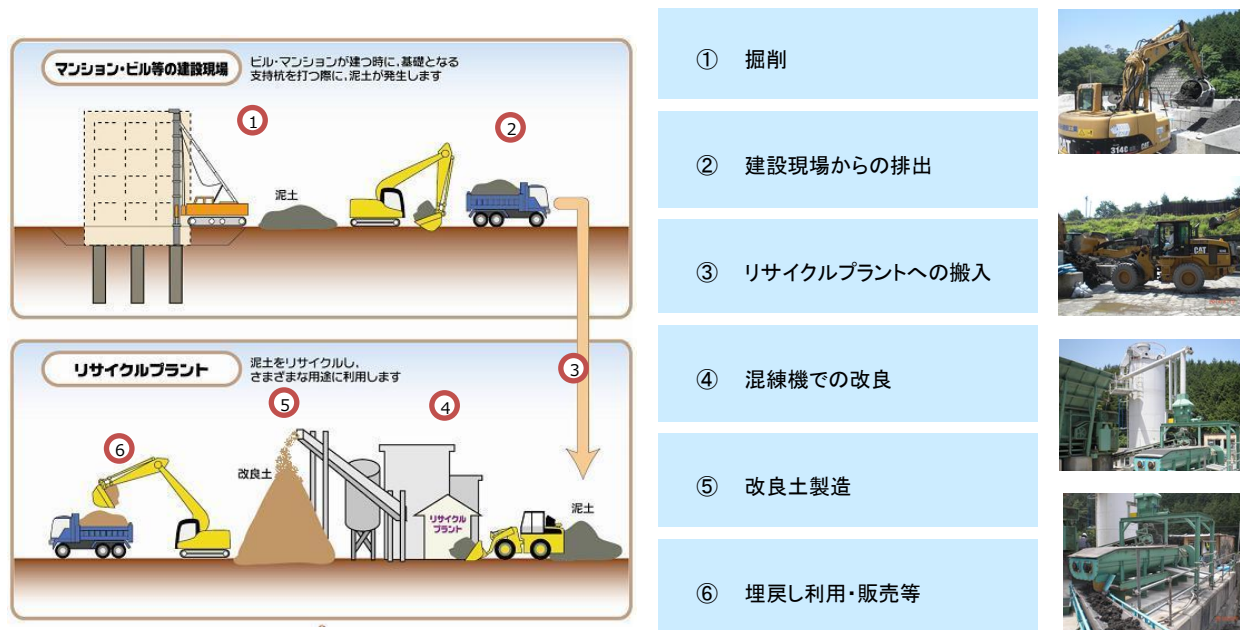 マンション・ビル等の建設現場
ビル・マンションが建つ時に,基礎となる
支持杭を打つ際に,泥土が発生します
1
2
泥土
リサイクルプラント
泥土をリサイクルし,
さまざまな用途に利用します
3
4
5
6
改良土
リサイクル
プラント
泥土
① 掘削
② 建設現場からの排出
③ リサイクルプラントへの搬入
④ 混練機での改良
⑤ 改良土製造
⑥ 埋戻し利用・販売等
CAT
314C
CAT